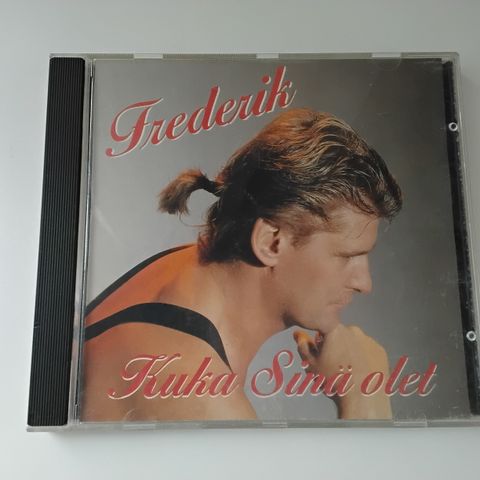 Frederik
Kuka Sinä olet